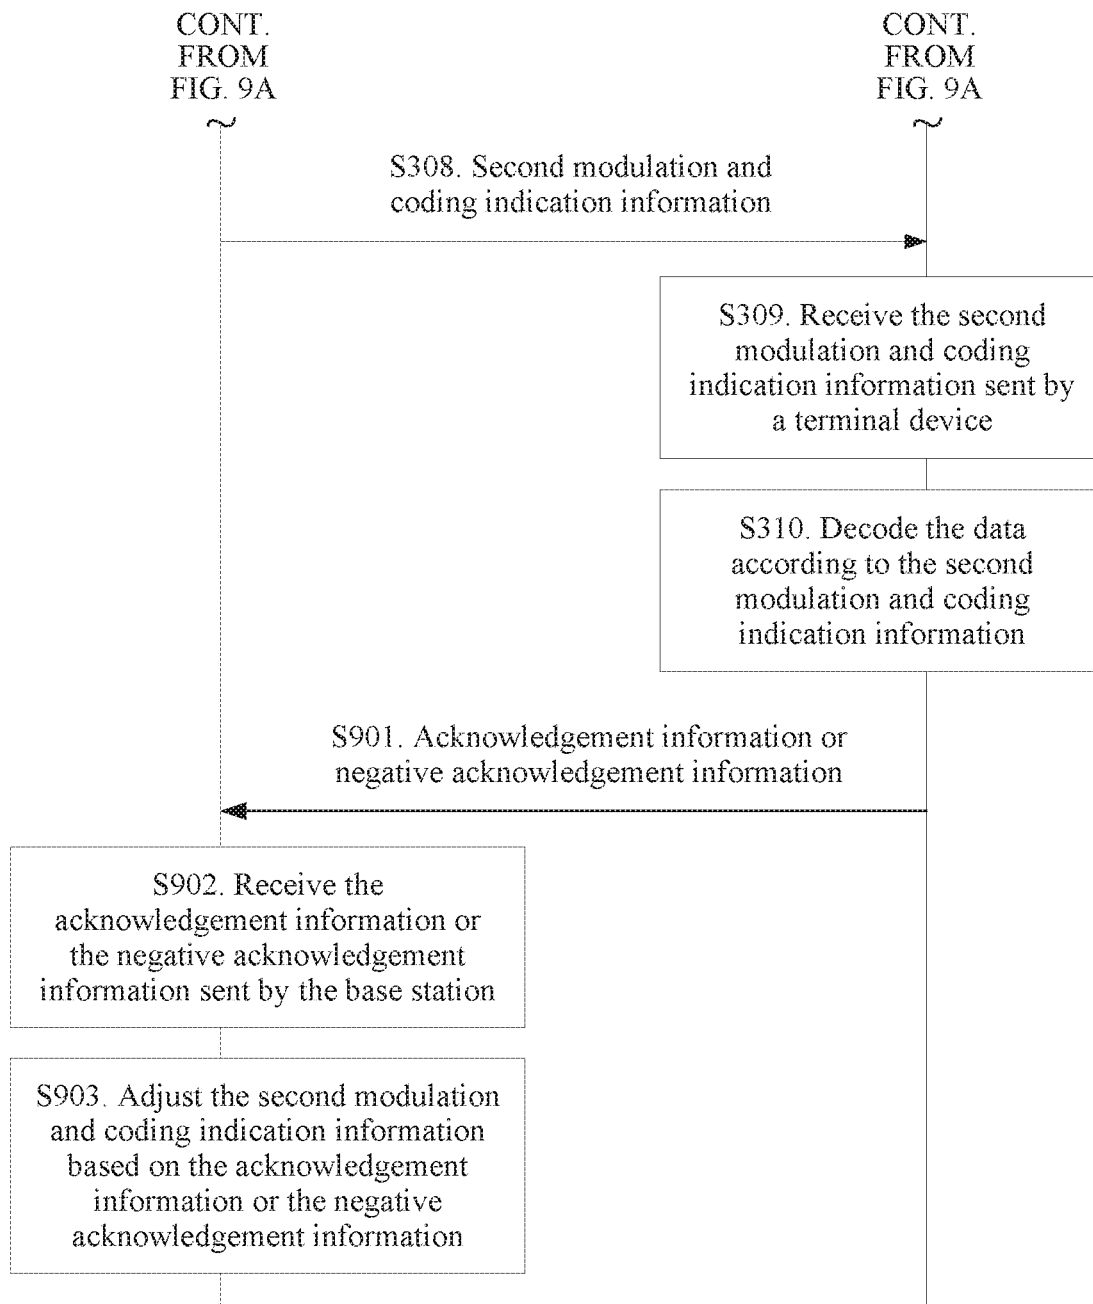 CONT.
FROM
FIG. 9A
CONT.
FROM
FIG. 9A
S308. Second modulation and
coding indication information
S309. Receive the second
modulation and coding
indication information sent by
a terminal device
S310. Decode the data
according to the second
modulation and coding
indication information
S901. Acknowledgement information or
negative acknowledgement information
S902. Receive the
acknowledgement information or
the negative acknowledgement
information sent by the base station
S903. Adjust the second modulation
and coding indication information
based on the acknowledgement
information or the negative
acknowledgement information